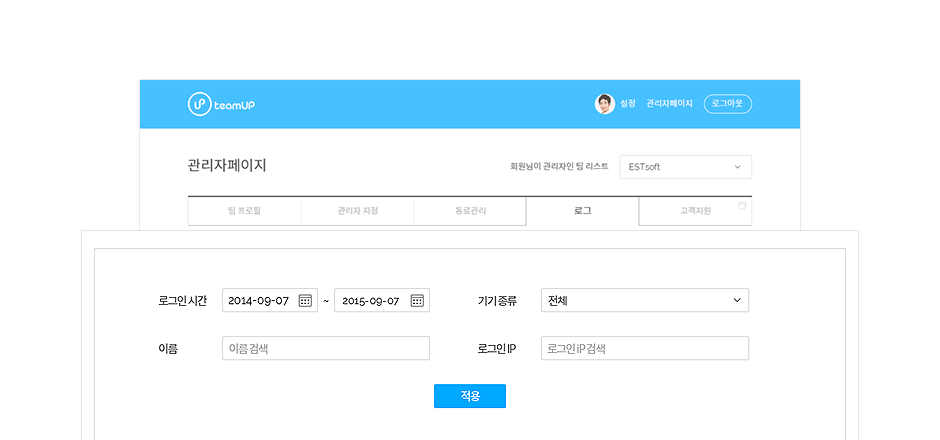 teamUP 설정 관리자페이지 로그아웃
관리자페이지 회원님이 관리자인 팀 리스트 ESTsoft
팀 프로필 관리자 지정 동료관리 로그 고객지원
로그인 시간 2014-09-07 ~ 2015-09-07 기기 종류 전체
이름 이름 검색 로그인 IP 로그인 iP 검색
적용